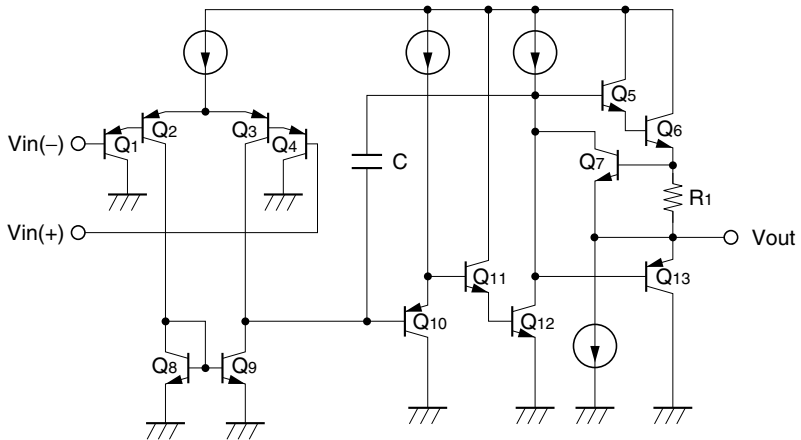 Q5
Q6
Q2
Q3
Vin(−)
Q1
Q4
C
Q7
R1
Vin(+)
Vout
Q11
Q13
Q10
Q12
Q8
Q9